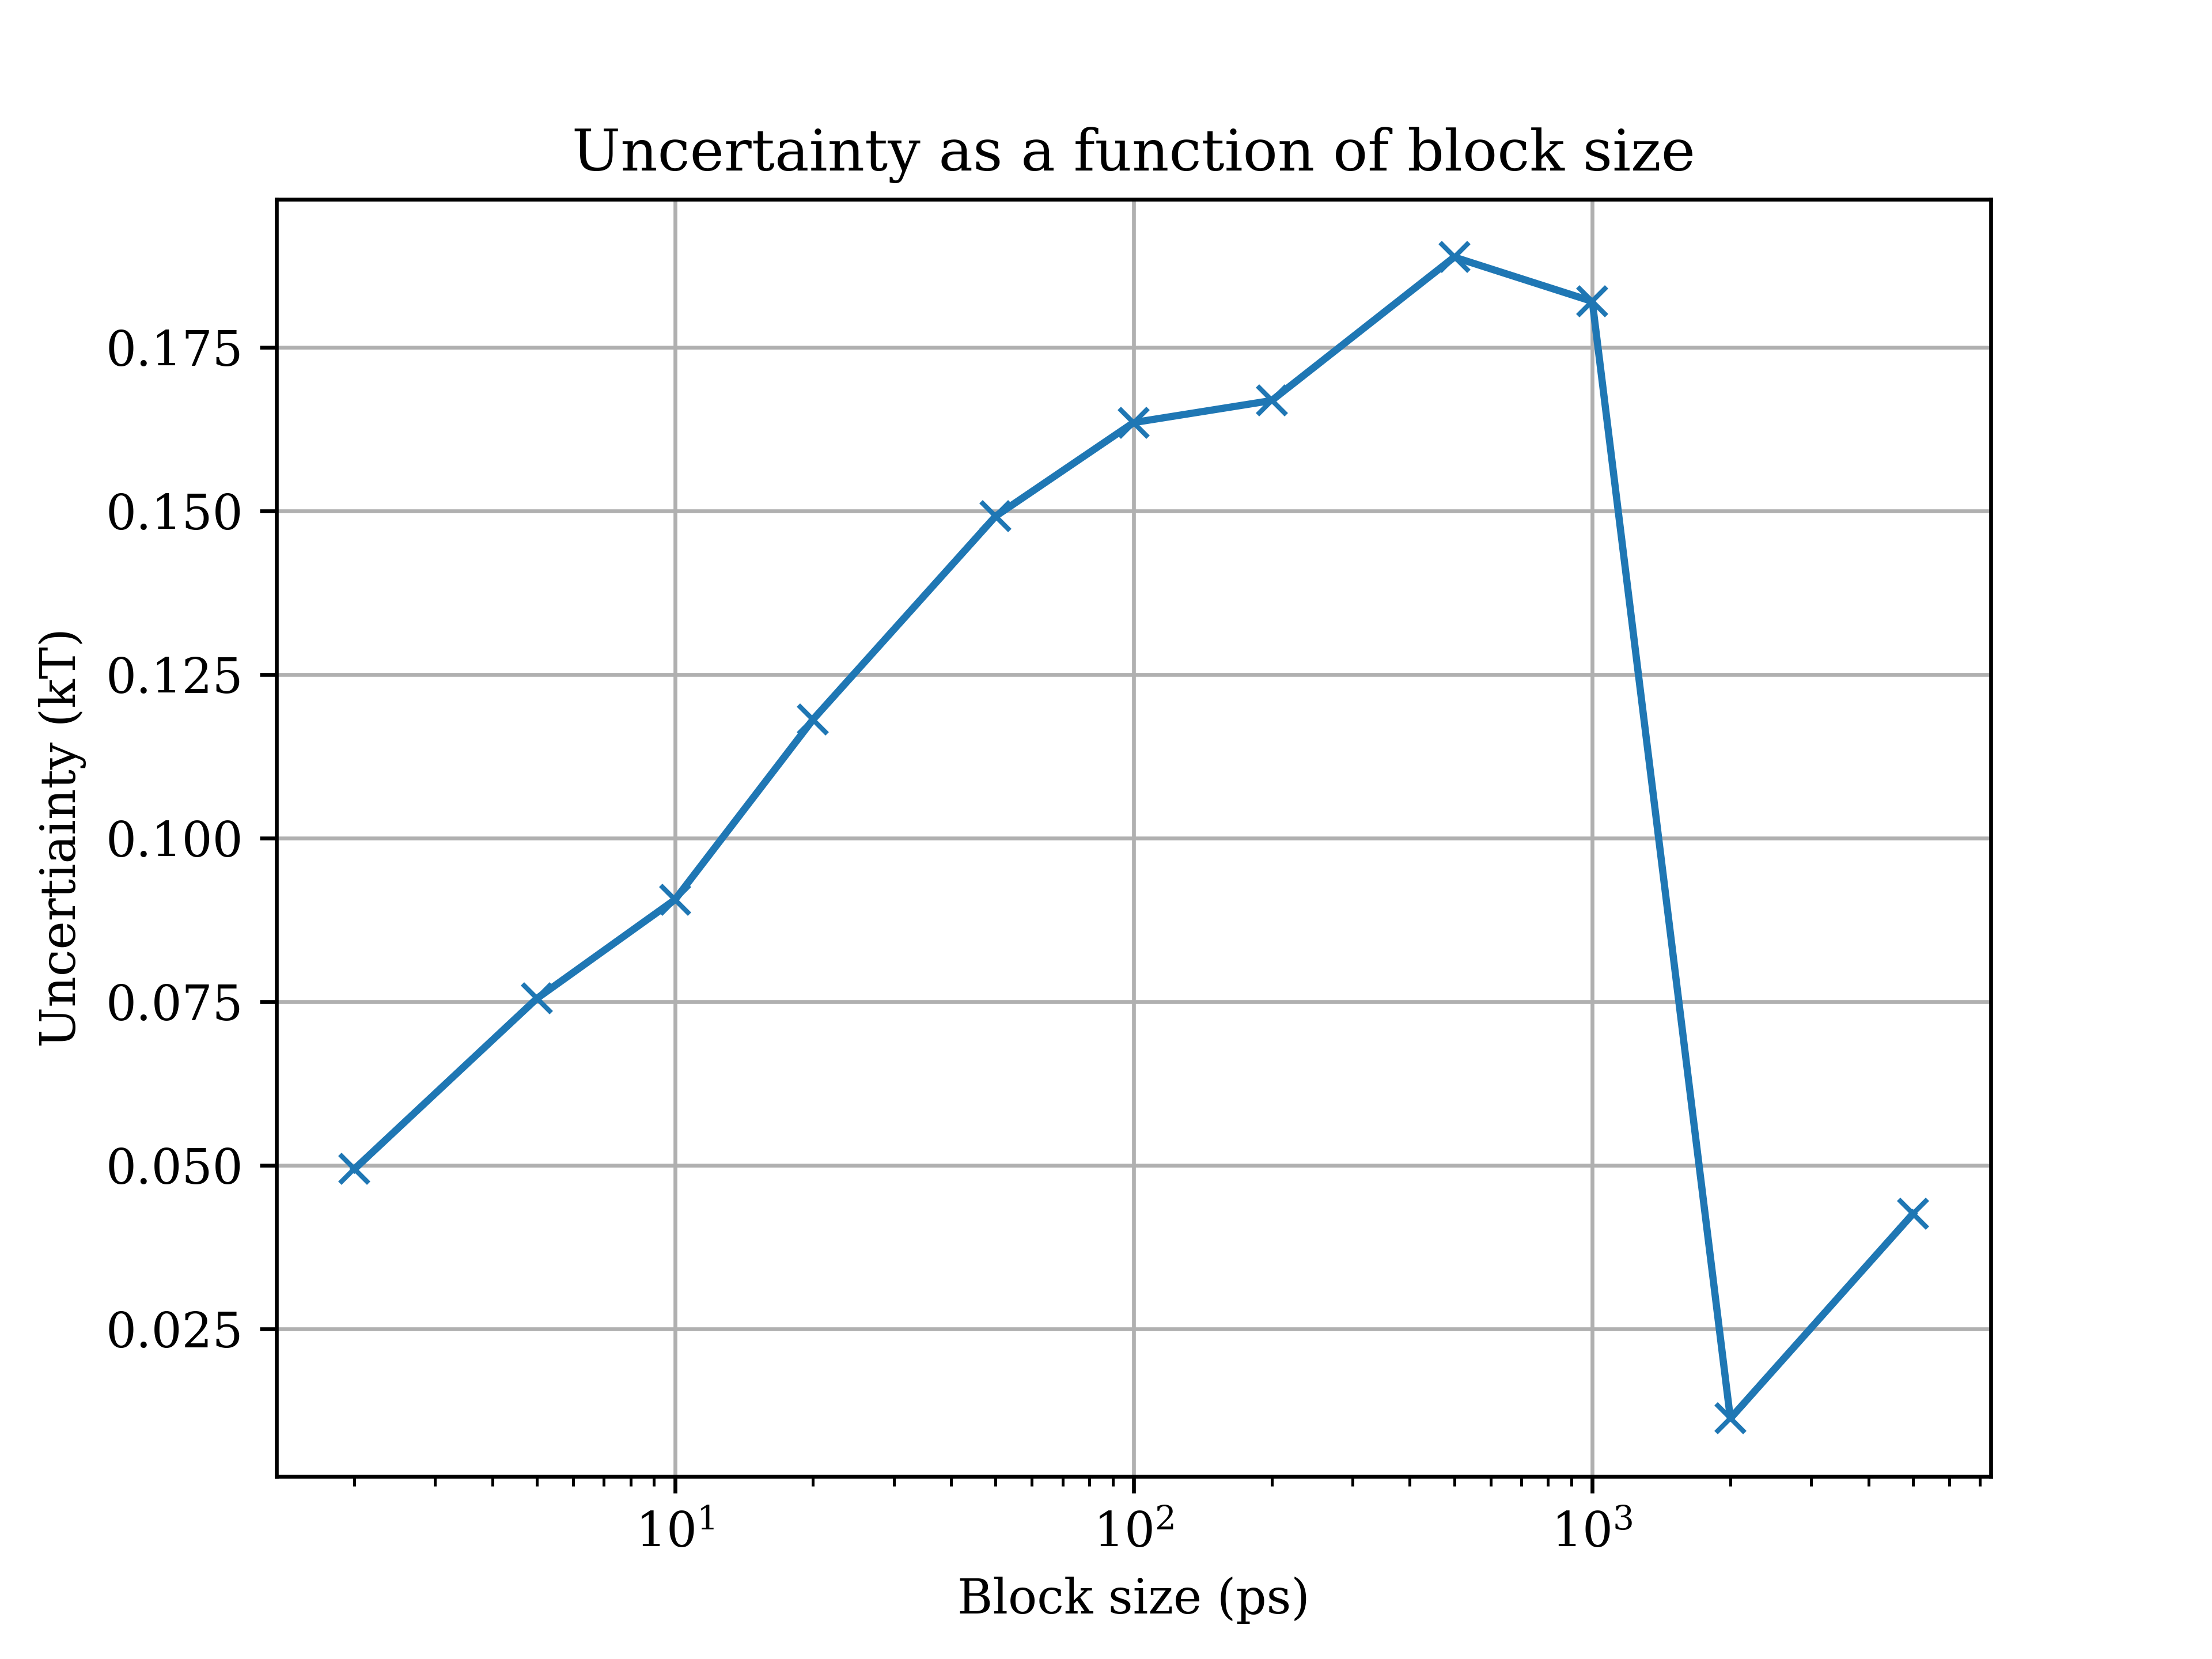 Uncertainty as a function of block size
0.175
0.150
0.125
0.100
0.075
0.050
0.025
Uncertiainty (kT)
10¹ 10² 10³
Block size (ps)